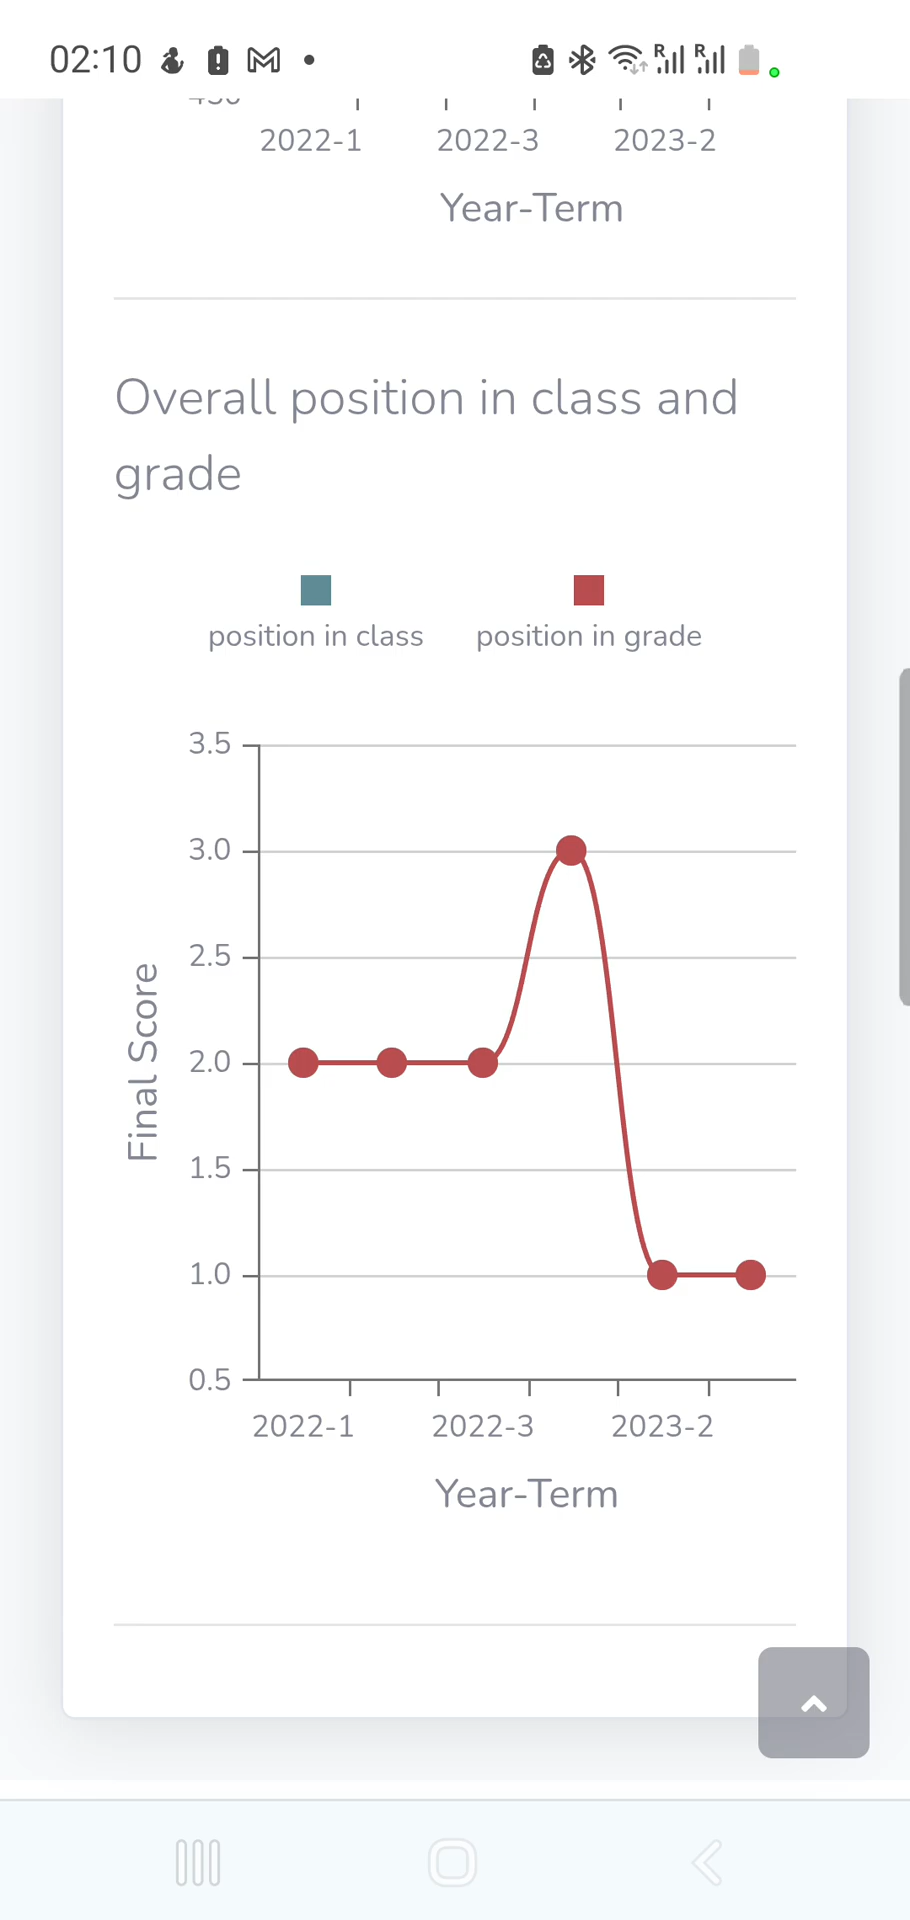 02:10
2022-1 2022-3 2023-2
Year-Term
Overall position in class and
grade
position in class position in grade
3.5
3.0
2.5
2.0
1.5
1.0
0.5
Final Score
2022-1 2022-3 2023-2
Year-Term